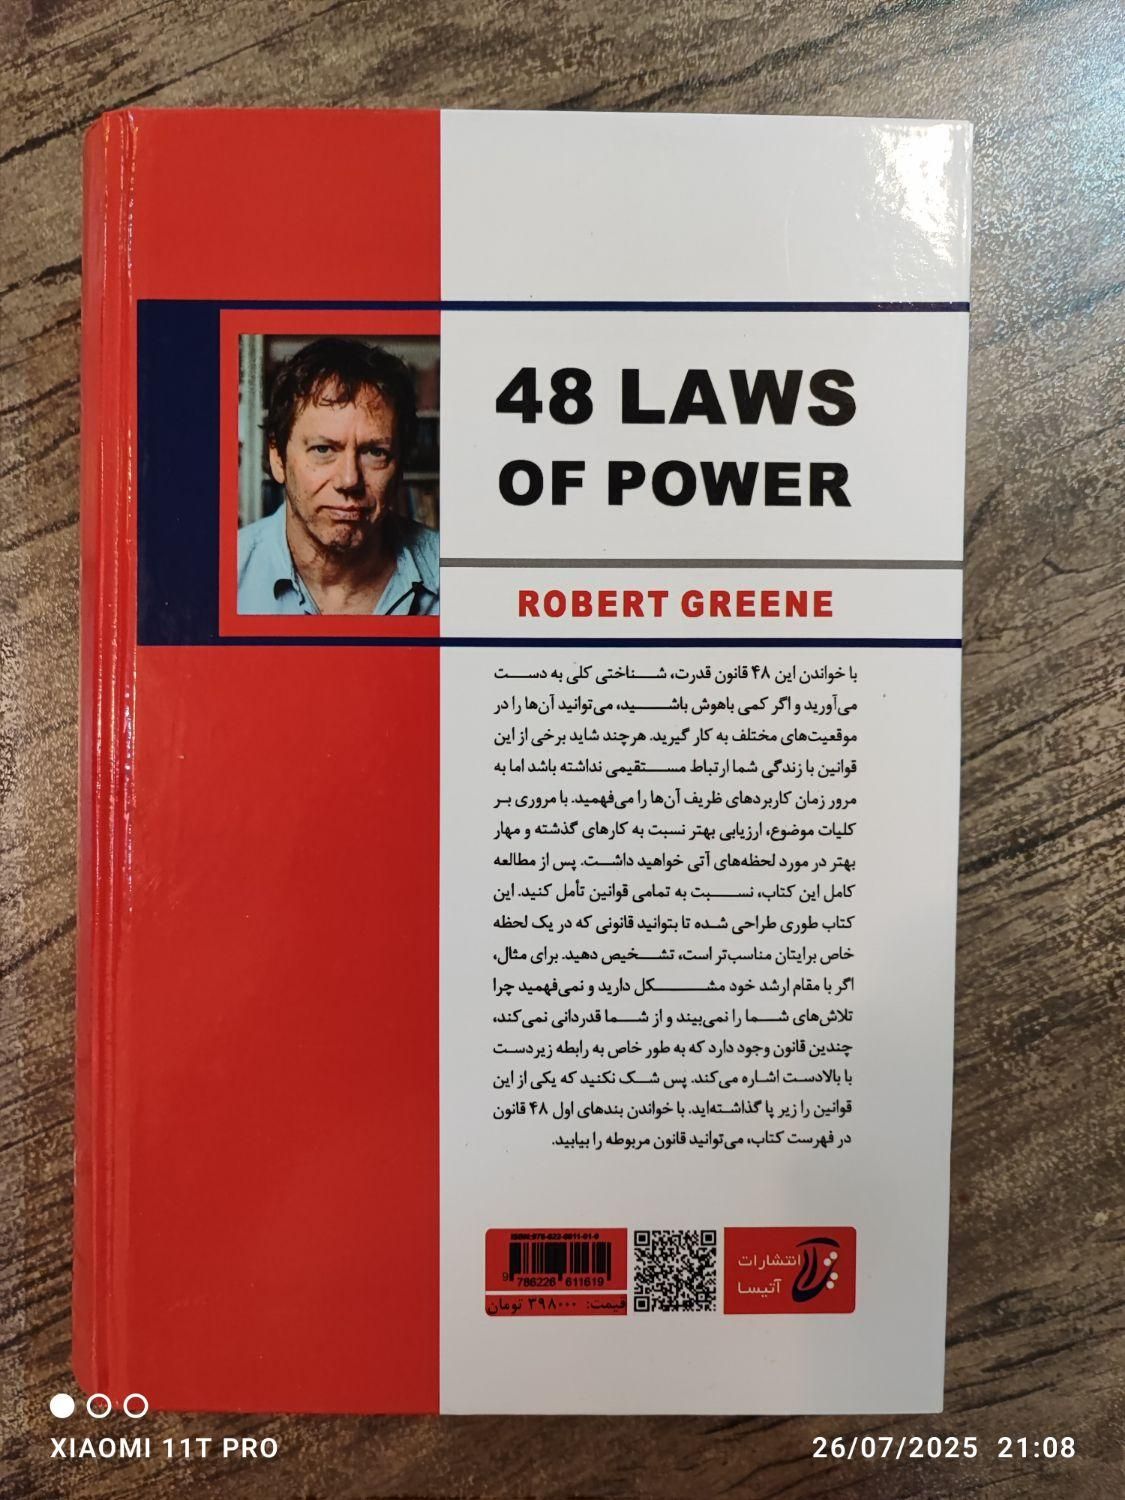 48 LAWS
OF POWER
ROBERT GREENE
با خواندن این ۴۸ قانون قدرت، شناختی کلی به دست
می‌آورید و اگر کمی باهوش باشید، می‌توانید آن‌ها را در
موقعیت‌های مختلف به کار گیرید. هرچند شاید برخی از این
قوانین با زندگی شما ارتباط مستقیمی نداشته باشد اما به
مرور زمان کاربردهای ظریف آن‌ها را می‌فهمید. با مروری بر
کلیات موضوع، ارزیابی بهتر نسبت به کارهای گذشته و مهار
بهتر در مورد لحظه‌های آتی خواهید داشت. پس از مطالعه
کامل این کتاب، نسبت به تمامی قوانین تأمل کنید. این
کتاب طوری طراحی شده تا بتوانید قانونی که در یک لحظه
خاص برایتان مناسب‌تر است، تشخیص دهید. برای مثال،
اگر با مقام ارشد خود مشکل دارید و نمی‌فهمید چرا
تلاش‌های شما را نمی‌بیند و از شما قدردانی نمی‌کند،
چندین قانون وجود دارد که به طور خاص به رابطه زیردست
با بالادست اشاره می‌کند. پس شک نکنید که یکی از این
قوانین را زیر پا گذاشته‌اید. با خواندن بندهای اول ۴۸ قانون
در فهرست کتاب، می‌توانید قانون مربوطه را بیابید.
9 786226 611619
قیمت: ۳۹۸۰۰۰ تومان
انتشارات
آتیسا
XIAOMI 11T PRO
26/07/2025 21:08